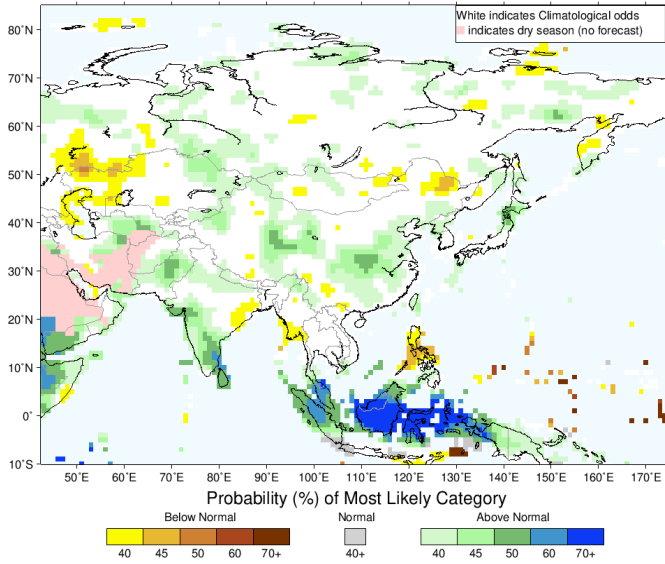 White indicates Climatological odds
indicates dry season (no forecast)
80°N
70°N
60°N
50°N
40°N
30°N
20°N
10°N
0°
10°S
50°E 60°E 70°E 80°E 90°E 100°E 110°E 120°E 130°E 140°E 150°E 160°E 170°E
Probability (%) of Most Likely Category
Below Normal Normal Above Normal
40 45 50 60 70+ 40+ 40 45 50 60 70+